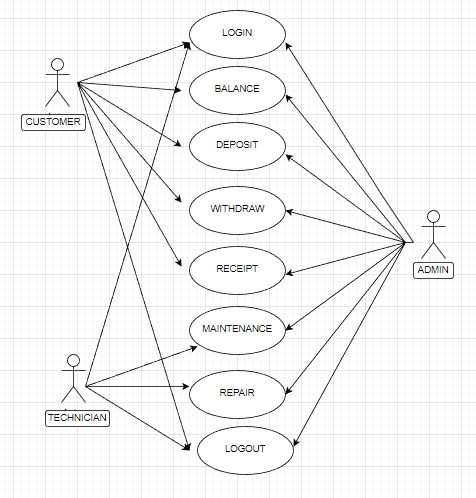 LOGIN
CUSTOMER
BALANCE
DEPOSIT
WITHDRAW
ADMIN
RECEIPT
MAINTENANCE
REPAIR
TECHNICIAN
LOGOUT